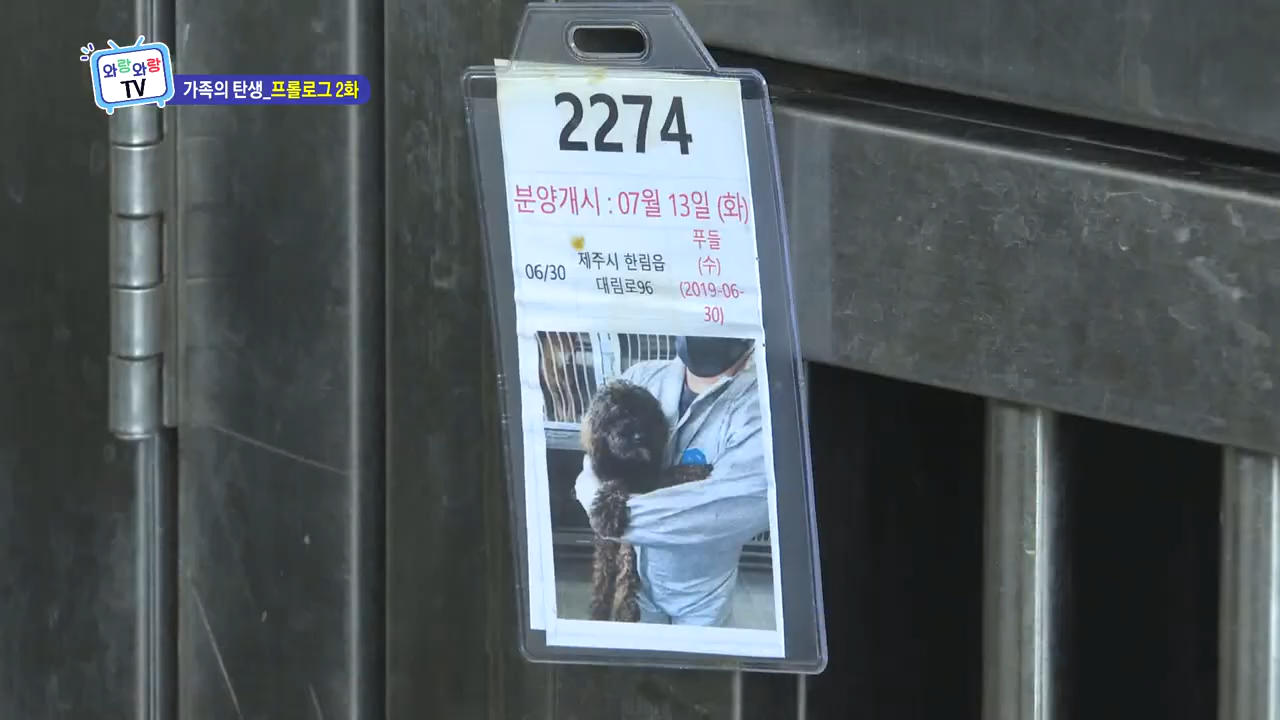 와랑와랑
TV
가족의 탄생_프롤로그 2화
2274
분양개시 : 07월 13일 (화)
06/30
제주시 한림읍
대림로96
푸들
(수)
(2019-06-
30)